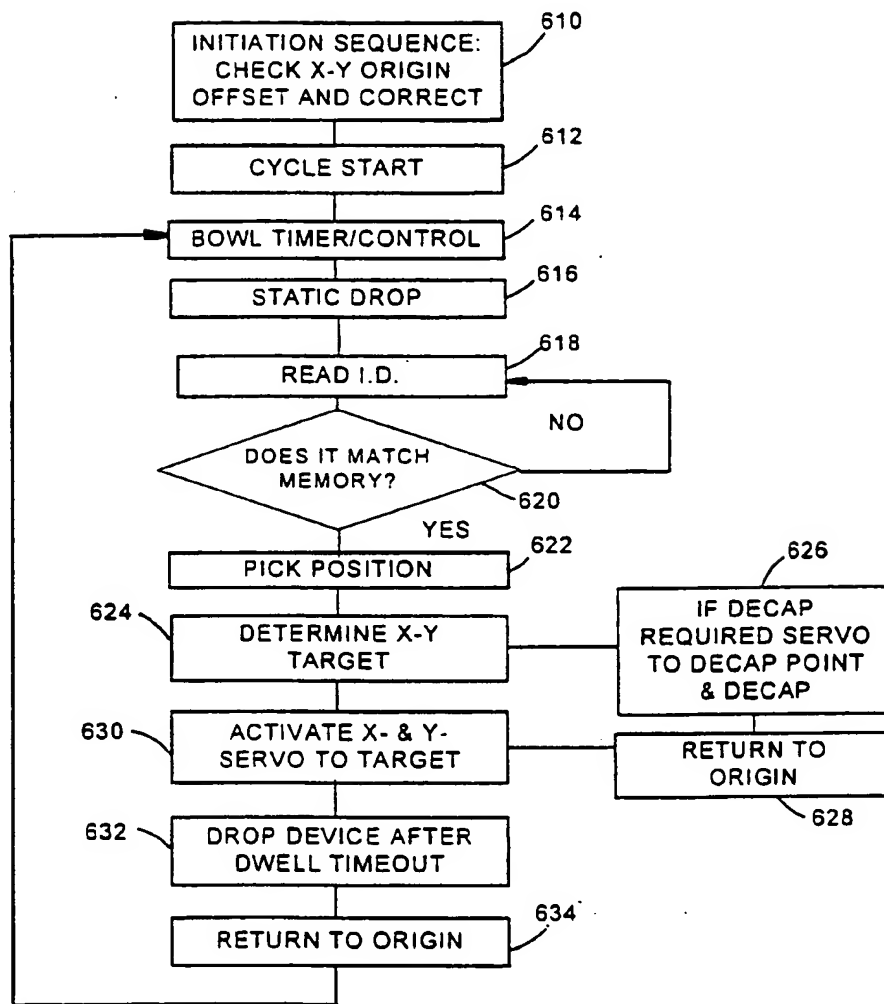 610
INITIATION SEQUENCE:
CHECK X-Y ORIGIN
OFFSET AND CORRECT
612
CYCLE START
614
BOWL TIMER/CONTROL
616
STATIC DROP
618
READ I.D.
NO
DOES IT MATCH
MEMORY?
620
YES
622
PICK POSITION
624
DETERMINE X-Y
TARGET
626
IF DECAP
REQUIRED SERVO
TO DECAP POINT
& DECAP
630
ACTIVATE X- & Y-
SERVO TO TARGET
RETURN TO
ORIGIN
628
632
DROP DEVICE AFTER
DWELL TIMEOUT
634
RETURN TO ORIGIN